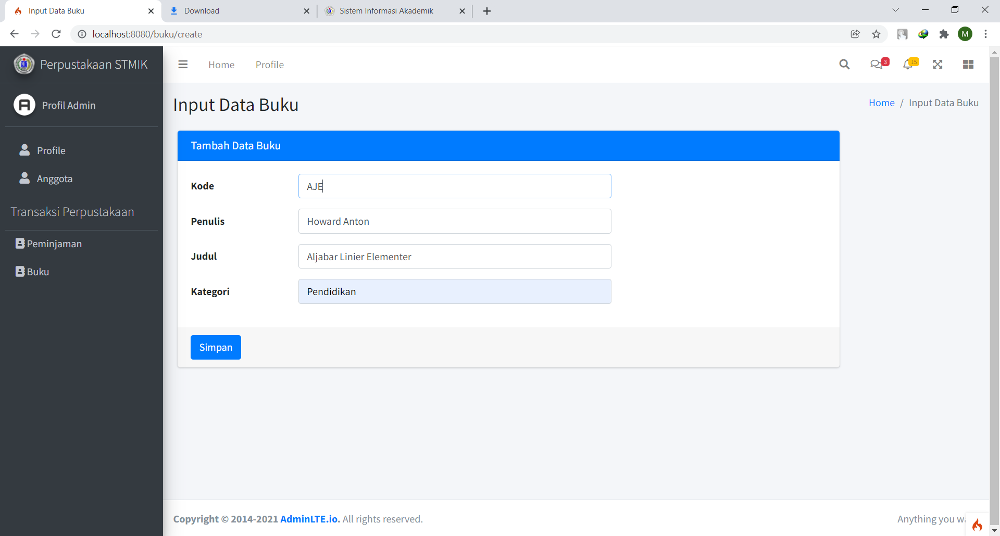 Input Data Buku
Download
Sistem Informasi Akademik
localhost:8080/buku/create
M
Perpustakaan STMIK
Home
Profile
3
15
Profil Admin
Input Data Buku
Home / Input Data Buku
Profile
Anggota
Transaksi Perpustakaan
Peminjaman
Buku
Tambah Data Buku
Kode
AJE
Penulis
Howard Anton
Judul
Aljabar Linier Elementer
Kategori
Pendidikan
Simpan
Copyright © 2014-2021 AdminLTE.io. All rights reserved.
Anything you